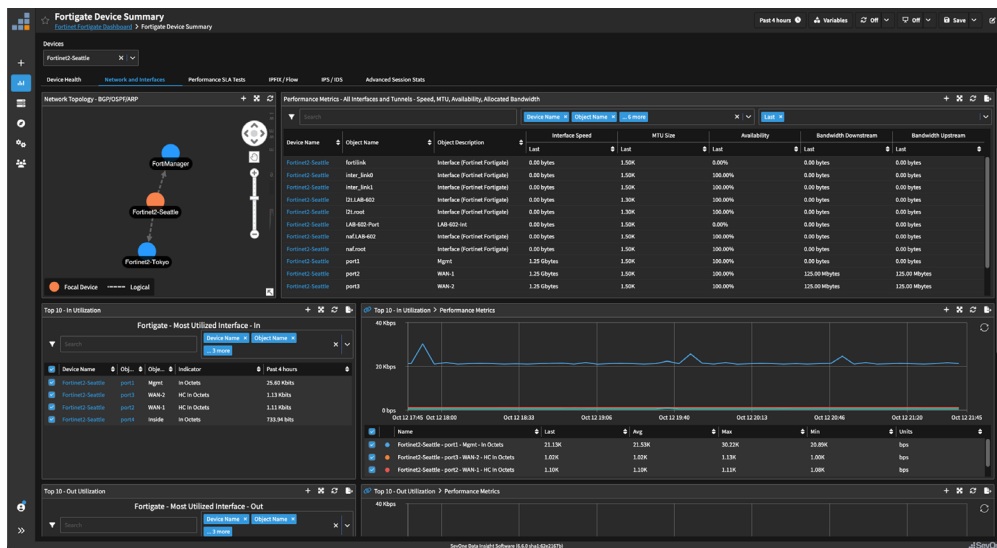 Fortigate Device Summary
Fortinet Fortigate Dashboard > Fortigate Device Summary
Past 4 hours Variables Off Off Save
Devices
Fortinet2-Seattle
Device Health Network and Interfaces Performance SLA Tests IPFIX / Flow IPS / IDS Advanced Session Stats
Network Topology - BGP/OSPF/ARP
FortiManager
Fortinet2-Seattle
Fortinet2-Tokyo
Focal Device Logical
Performance Metrics - All Interfaces and Tunnels - Speed, MTU, Availability, Allocated Bandwidth
Search Device Name × Object Name × ... 6 more Last ×
Interface Speed MTU Size Availability Bandwidth Downstream Bandwidth Upstream
Device Name Object Name Object Description Last Last Last Last Last
Fortinet2-Seattle fortilink Interface (Fortinet Fortigate) 0.00 bytes 1.50K 0.00% 0.00 bytes 0.00 bytes
Fortinet2-Seattle inter_link0 Interface (Fortinet Fortigate) 0.00 bytes 1.50K 100.00% 0.00 bytes 0.00 bytes
Fortinet2-Seattle inter_link1 Interface (Fortinet Fortigate) 0.00 bytes 1.50K 100.00% 0.00 bytes 0.00 bytes
Fortinet2-Seattle l2t.LAB-602 Interface (Fortinet Fortigate) 0.00 bytes 1.30K 100.00% 0.00 bytes 0.00 bytes
Fortinet2-Seattle l2t.root Interface (Fortinet Fortigate) 0.00 bytes 1.30K 100.00% 0.00 bytes 0.00 bytes
Fortinet2-Seattle LAB-602-Port LAB-602-Int 0.00 bytes 1.50K 0.00% 0.00 bytes 0.00 bytes
Fortinet2-Seattle naf.LAB-602 Interface (Fortinet Fortigate) 0.00 bytes 1.50K 100.00% 0.00 bytes 0.00 bytes
Fortinet2-Seattle naf.root Interface (Fortinet Fortigate) 0.00 bytes 1.50K 100.00% 0.00 bytes 0.00 bytes
Fortinet2-Seattle port1 Mgmt 1.25 Gbytes 1.50K 100.00% 0.00 bytes 0.00 bytes
Fortinet2-Seattle port2 WAN-1 1.25 Gbytes 1.50K 100.00% 125.00 Mbytes 125.00 Mbytes
Fortinet2-Seattle port3 WAN-2 1.25 Gbytes 1.50K 100.00% 125.00 Mbytes 125.00 Mbytes
Top 10 - In Utilization
Fortigate - Most Utilized Interface - In
Search Device Name × Object Name ×
... 3 more
Device Name Obj... Obje... Indicator Past 4 hours
Fortinet2-Seattle port1 Mgmt In Octets 25.60 Kbits
Fortinet2-Seattle port3 WAN-2 HC In Octets 1.13 Kbits
Fortinet2-Seattle port2 WAN-1 HC In Octets 1.11 Kbits
Fortinet2-Seattle port4 Inside In Octets 733.94 bits
Top 10 - In Utilization > Performance Metrics
40 Kbps
20 Kbps
0 bps
Oct 12 17:45 Oct 12 18:00 Oct 12 18:33 Oct 12 19:06 Oct 12 19:40 Oct 12 20:13 Oct 12 20:46 Oct 12 21:20 Oct 12 21:45
Name Last Avg Max Min Units
Fortinet2-Seattle - port1 - Mgmt - In Octets 21.13K 21.53K 30.22K 20.89K bps
Fortinet2-Seattle - port3 - WAN-2 - HC In Octets 1.02K 1.02K 1.13K 1.00K bps
Fortinet2-Seattle - port2 - WAN-1 - HC In Octets 1.10K 1.10K 1.11K 1.08K bps
Top 10 - Out Utilization
Fortigate - Most Utilized Interface - Out
Search Device Name × Object Name ×
... 3 more
Top 10 - Out Utilization > Performance Metrics
40 Kbps
SevOne Data Insight Software (6.6.0 sha1:62x2167b)